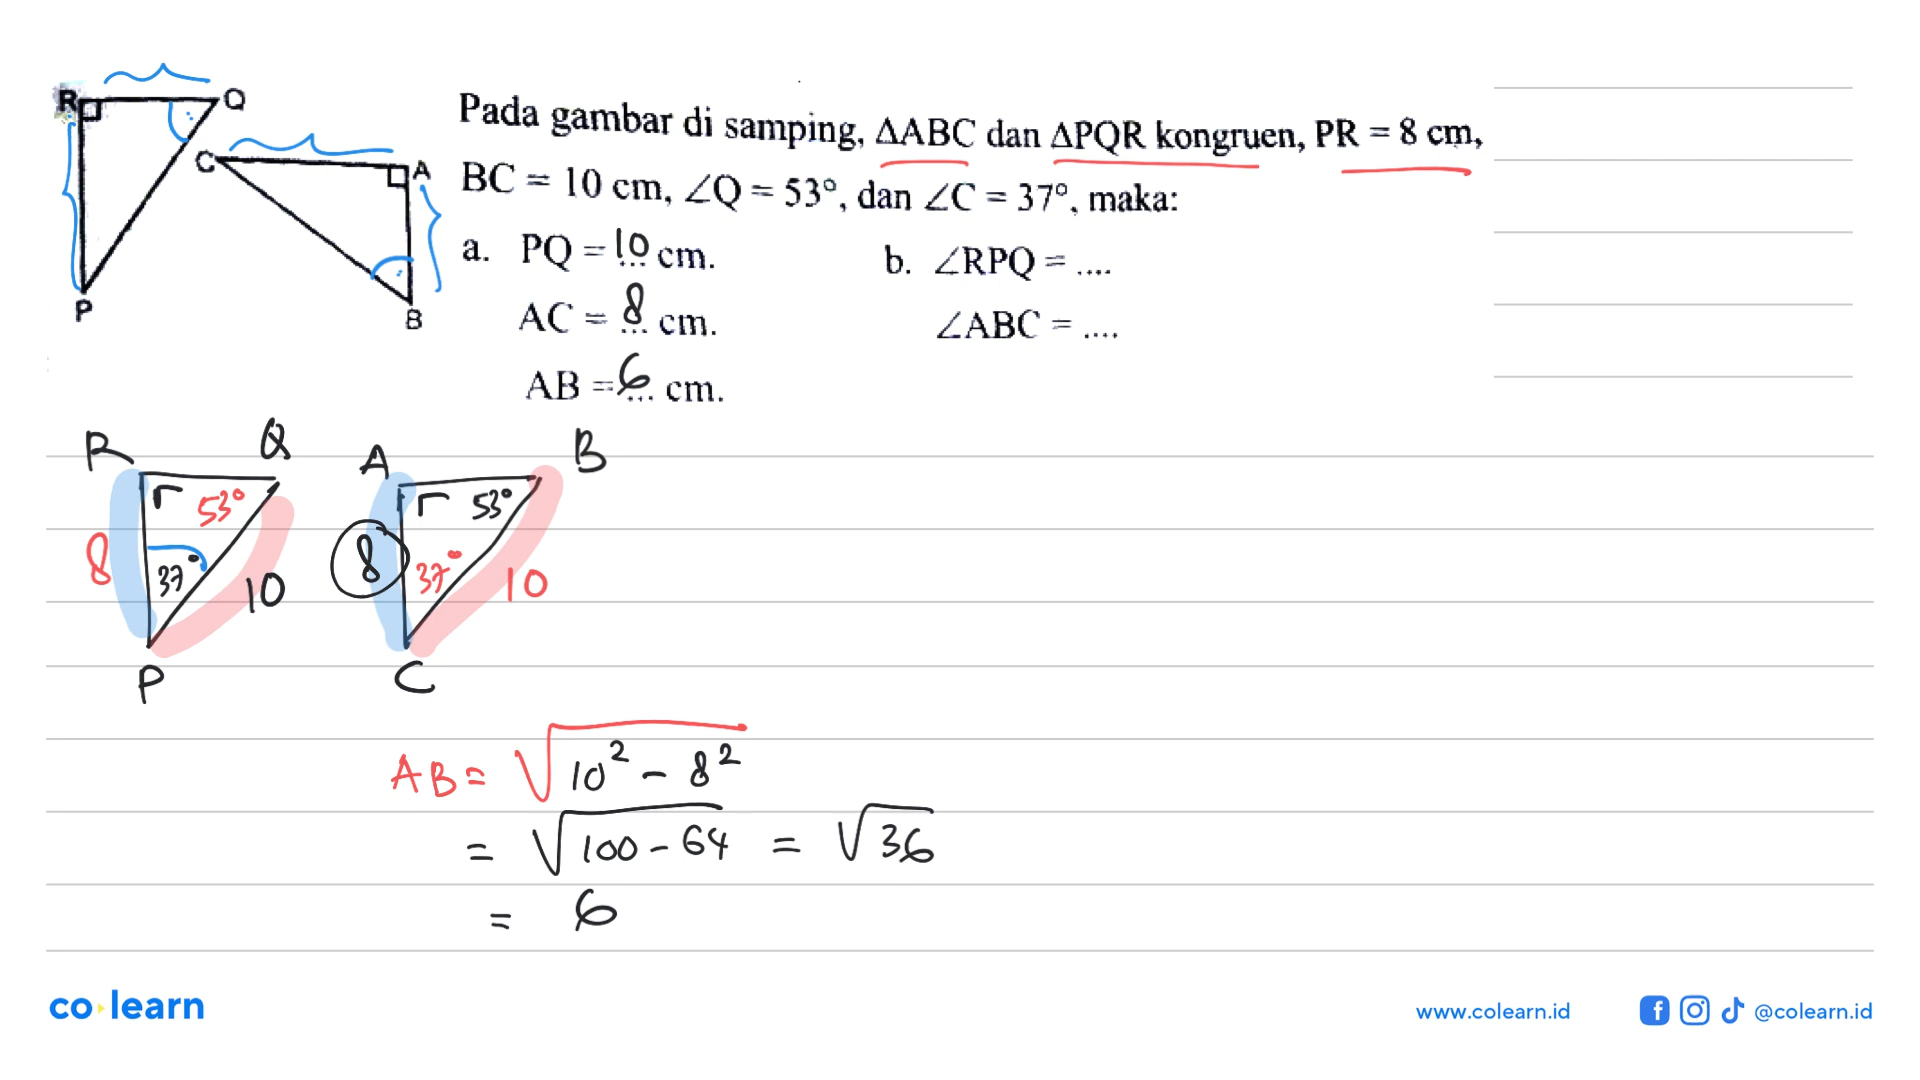 R Q
C A
P B
Pada gambar di samping, ΔABC dan ΔPQR kongruen, PR = 8 cm,
BC = 10 cm, ∠Q = 53°, dan ∠C = 37°, maka:
a. PQ = 10 ... cm. b. ∠RPQ = ....
AC = 8 ... cm. ∠ABC = ....
AB = 6 ... cm.
R Q A B
53° 53°
8 37° 10 8 37° 10
P C
AB = √10² - 8²
= √100 - 64 = √36
= 6
co learn
www.colearn.id
@colearn.id